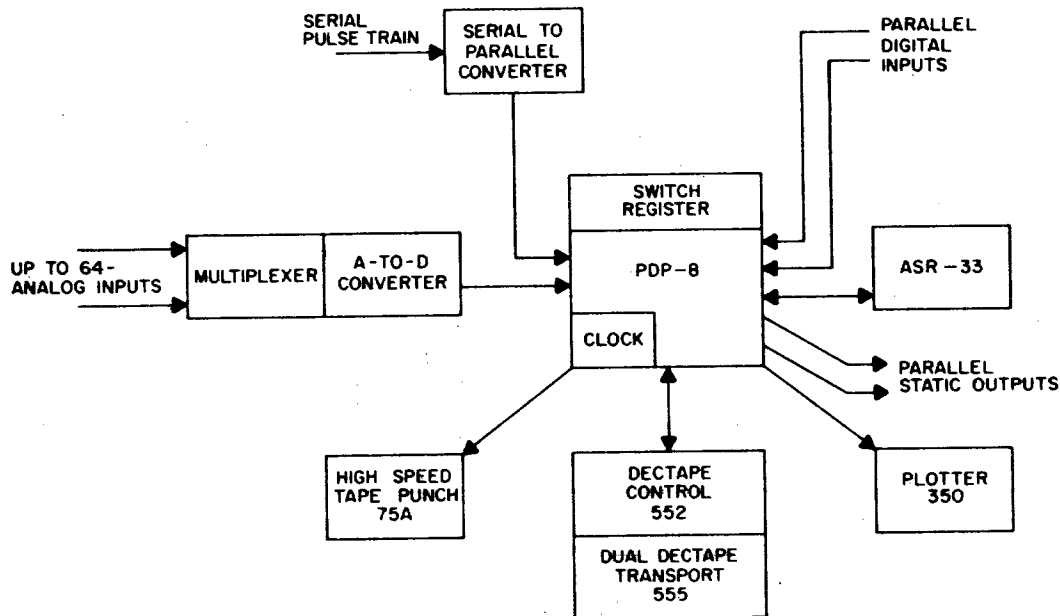 SERIAL
PULSE TRAIN
SERIAL TO
PARALLEL
CONVERTER
PARALLEL
DIGITAL
INPUTS
SWITCH
REGISTER
UP TO 64-
ANALOG INPUTS
MULTIPLEXER
A-TO-D
CONVERTER
PDP-8
ASR-33
CLOCK
PARALLEL
STATIC OUTPUTS
HIGH SPEED
TAPE PUNCH
75A
DECTAPE
CONTROL
552
PLOTTER
350
DUAL DECTAPE
TRANSPORT
555